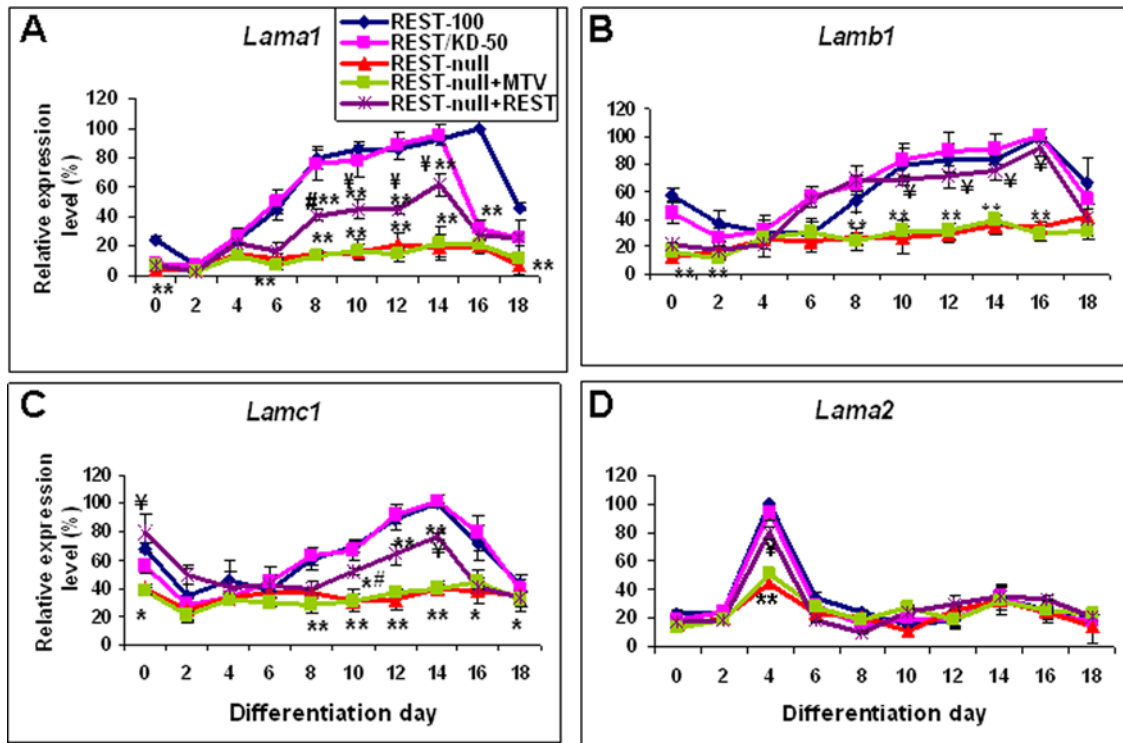 A
Lama1
REST-100
REST/KD-50
REST-null
REST-null+MTV
REST-null+REST
Relative expression
level (%)
120
100
80
60
40
20
0
¥ **
¥
**
¥
**
#**
**
**
**
**
**
**
**
**
0 2 4 6 8 10 12 14 16 18
B
Lamb1
120
100
80
60
40
20
0
¥
¥
¥
¥
**
**
**
**
**
**
**
0 2 4 6 8 10 12 14 16 18
C
Lamc1
Relative expression
level (%)
120
100
80
60
40
20
0
¥
**
¥
**
*#
*
**
**
**
**
*
*
0 2 4 6 8 10 12 14 16 18
Differentiation day
D
Lama2
120
100
80
60
40
20
0
¥
**
0 2 4 6 8 10 12 14 16 18
Differentiation day